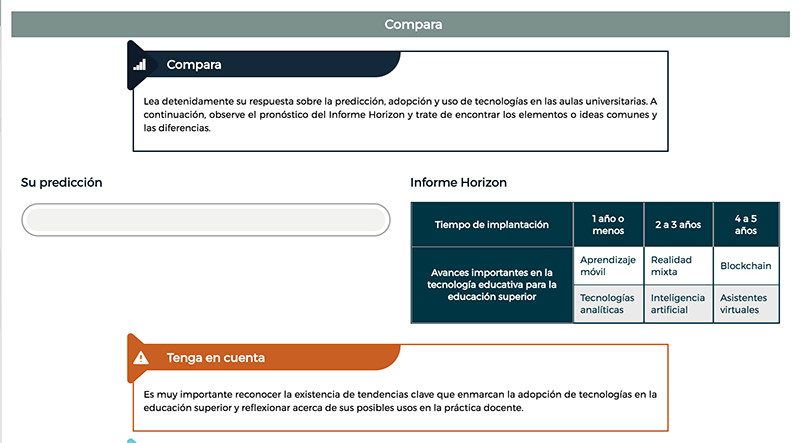 Compara
Compara
Lea detenidamente su respuesta sobre la predicción, adopción y uso de tecnologías en las aulas universitarias. A
continuación, observe el pronóstico del Informe Horizon y trate de encontrar los elementos o ideas comunes y
las diferencias.
Su predicción
Informe Horizon
Tiempo de implantación
1 año o
menos
2 a 3 años
4 a 5
años
Avances importantes en la
tecnología educativa para la
educación superior
Aprendizaje
móvil
Realidad
mixta
Blockchain
Tecnologías
analíticas
Inteligencia
artificial
Asistentes
virtuales
Tenga en cuenta
Es muy importante reconocer la existencia de tendencias clave que enmarcan la adopción de tecnologías en la
educación superior y reflexionar acerca de sus posibles usos en la práctica docente.